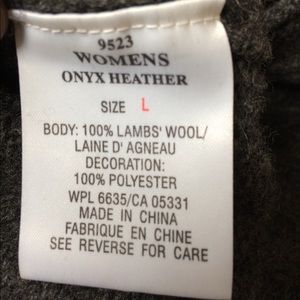 9523
WOMENS
ONYX HEATHER
SIZE L
BODY: 100% LAMBS' WOOL/
LAINE D' AGNEAU
DECORATION:
100% POLYESTER
WPL 6635/CA 05331
MADE IN CHINA
FABRIQUE EN CHINE
SEE REVERSE FOR CARE